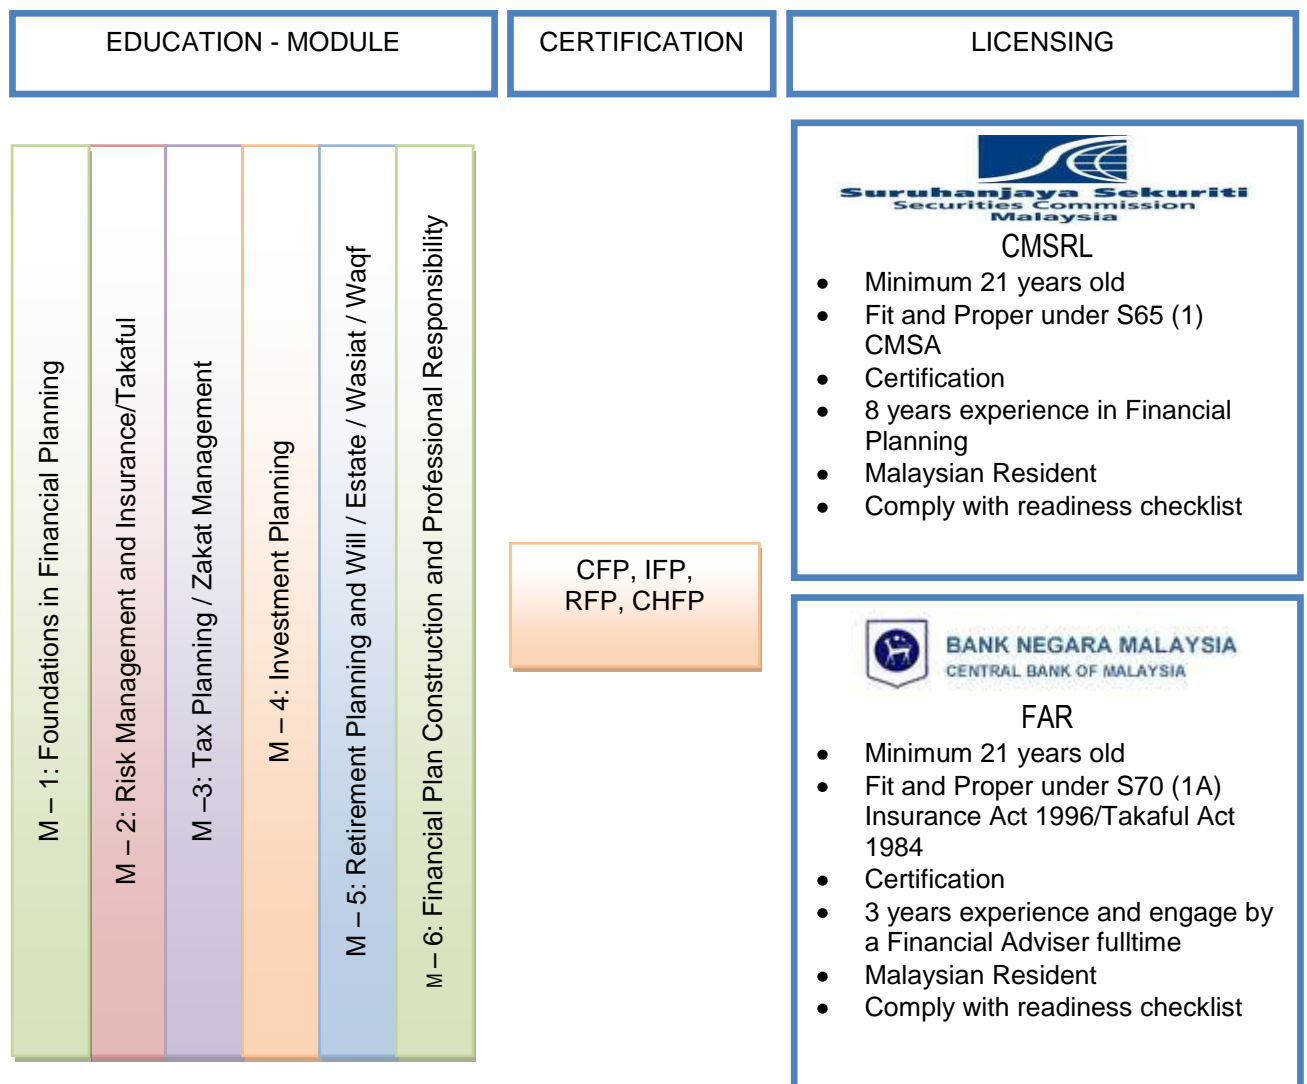 EDUCATION - MODULE
CERTIFICATION
LICENSING
M – 1: Foundations in Financial Planning
M – 2: Risk Management and Insurance/Takaful
M –3: Tax Planning / Zakat Management
M – 4: Investment Planning
M – 5: Retirement Planning and Will / Estate / Wasiat / Waqf
M – 6: Financial Plan Construction and Professional Responsibility
CFP, IFP,
RFP, CHFP
Suruhanjaya Sekuriti
Securities Commission
Malaysia
CMSRL
• Minimum 21 years old
• Fit and Proper under S65 (1)
CMSA
• Certification
• 8 years experience in Financial
Planning
• Malaysian Resident
• Comply with readiness checklist
BANK NEGARA MALAYSIA
CENTRAL BANK OF MALAYSIA
FAR
• Minimum 21 years old
• Fit and Proper under S70 (1A)
Insurance Act 1996/Takaful Act
1984
• Certification
• 3 years experience and engage by
a Financial Adviser fulltime
• Malaysian Resident
• Comply with readiness checklist